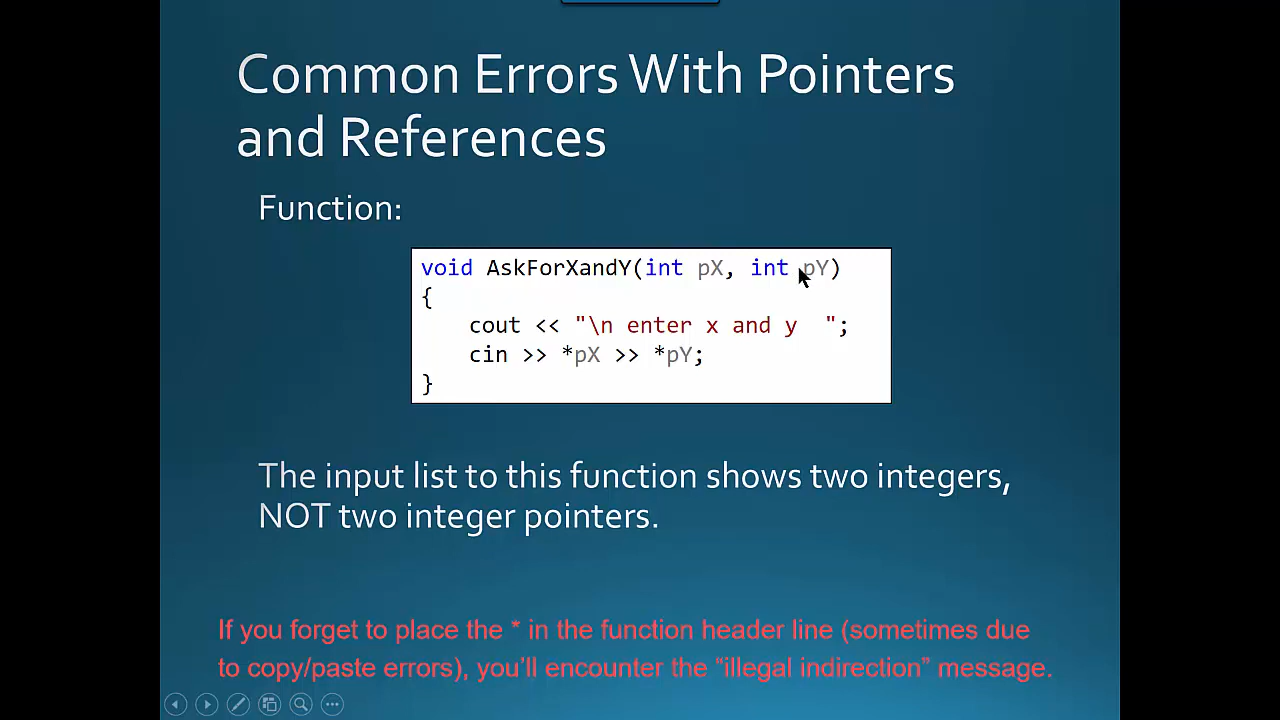 Common Errors With Pointers
and References
Function:
void AskForXandY(int pX, int pY)
{
cout << "\n enter x and y  ";
cin >> *pX >> *pY;
}
The input list to this function shows two integers,
NOT two integer pointers.
If you forget to place the * in the function header line (sometimes due
to copy/paste errors), you’ll encounter the “illegal indirection” message.